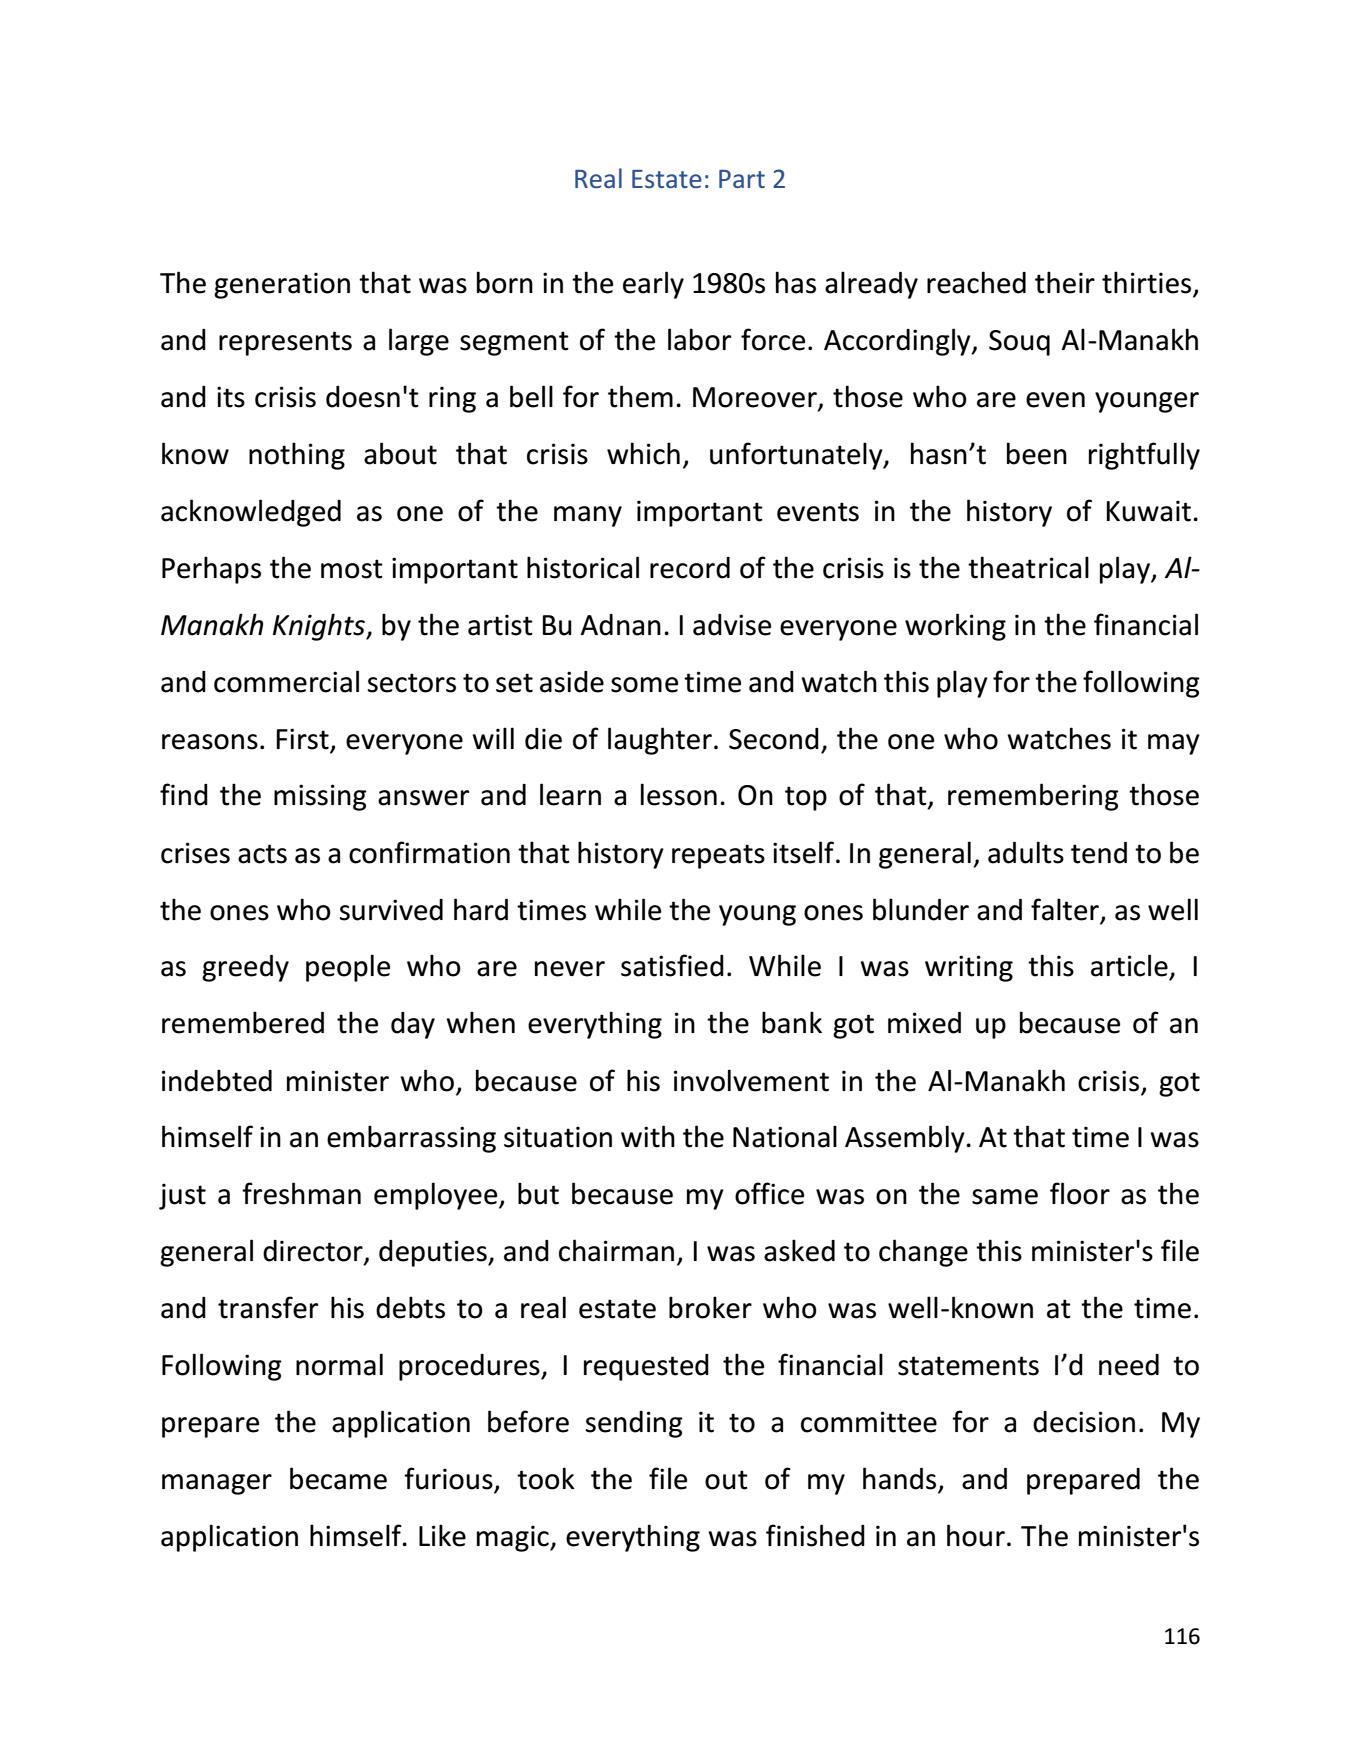 Real Estate: Part 2
The generation that was born in the early 1980s has already reached their thirties,
and represents a large segment of the labor force. Accordingly, Souq Al-Manakh
and its crisis doesn't ring a bell for them. Moreover, those who are even younger
know nothing about that crisis which, unfortunately, hasn’t been rightfully
acknowledged as one of the many important events in the history of Kuwait.
Perhaps the most important historical record of the crisis is the theatrical play, Al-
Manakh Knights, by the artist Bu Adnan. I advise everyone working in the financial
and commercial sectors to set aside some time and watch this play for the following
reasons. First, everyone will die of laughter. Second, the one who watches it may
find the missing answer and learn a lesson. On top of that, remembering those
crises acts as a confirmation that history repeats itself. In general, adults tend to be
the ones who survived hard times while the young ones blunder and falter, as well
as greedy people who are never satisfied. While I was writing this article, I
remembered the day when everything in the bank got mixed up because of an
indebted minister who, because of his involvement in the Al-Manakh crisis, got
himself in an embarrassing situation with the National Assembly. At that time I was
just a freshman employee, but because my office was on the same floor as the
general director, deputies, and chairman, I was asked to change this minister's file
and transfer his debts to a real estate broker who was well-known at the time.
Following normal procedures, I requested the financial statements I’d need to
prepare the application before sending it to a committee for a decision. My
manager became furious, took the file out of my hands, and prepared the
application himself. Like magic, everything was finished in an hour. The minister's
116